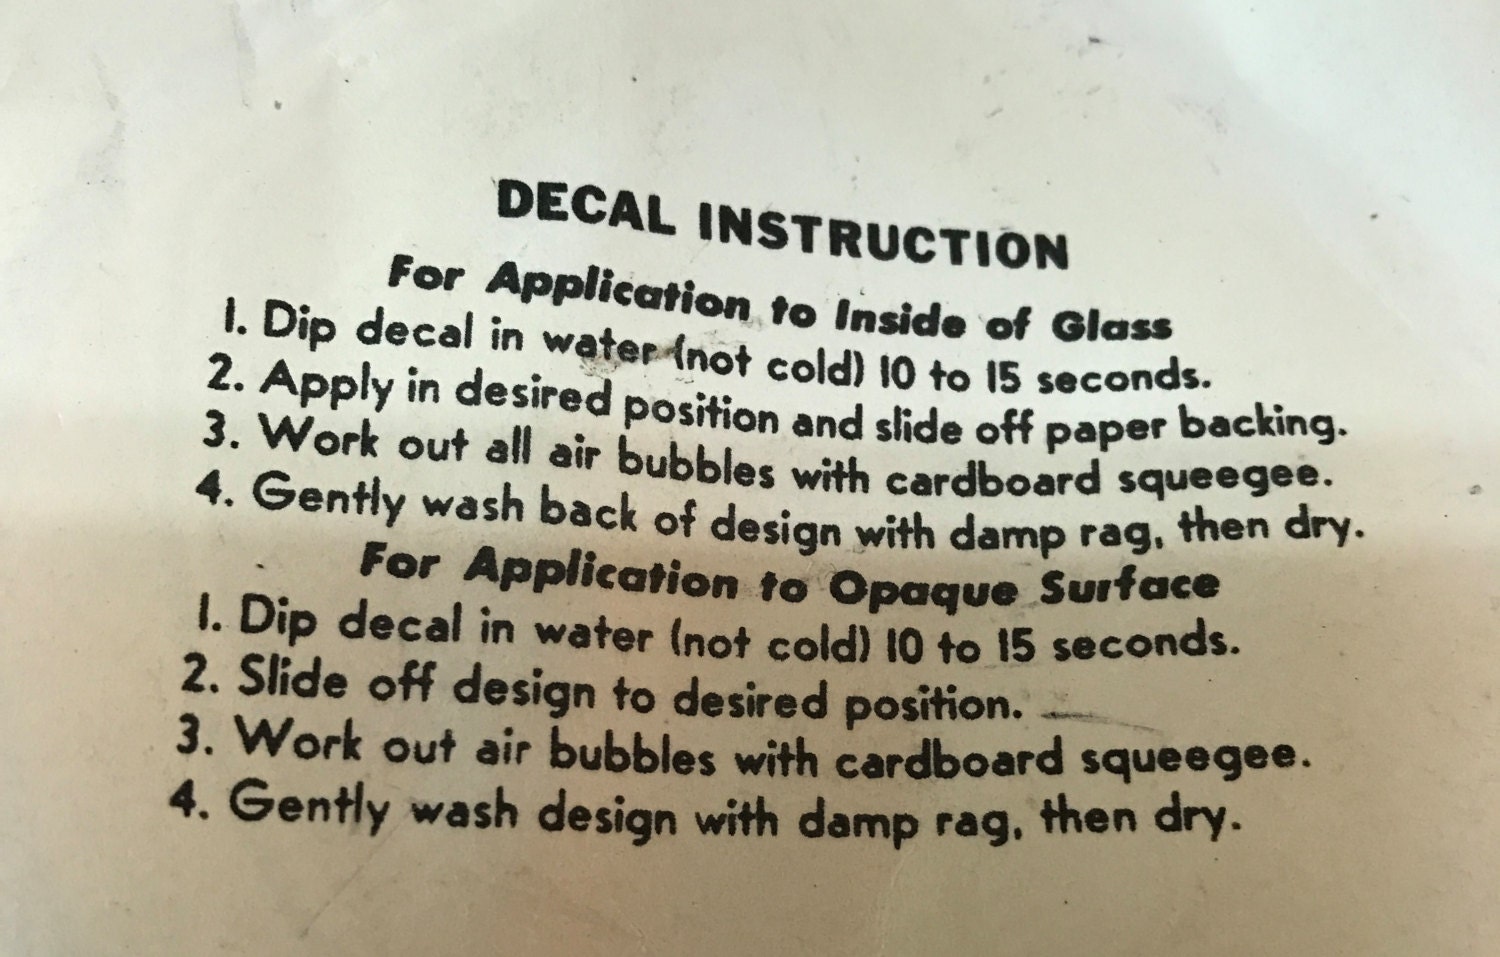 DECAL INSTRUCTION
For Application to Inside of Glass
1. Dip decal in water (not cold) 10 to 15 seconds.
2. Apply in desired position and slide off paper backing.
3. Work out all air bubbles with cardboard squeegee.
4. Gently wash back of design with damp rag, then dry.
For Application to Opaque Surface
1. Dip decal in water (not cold) 10 to 15 seconds.
2. Slide off design to desired position.
3. Work out air bubbles with cardboard squeegee.
4. Gently wash design with damp rag, then dry.